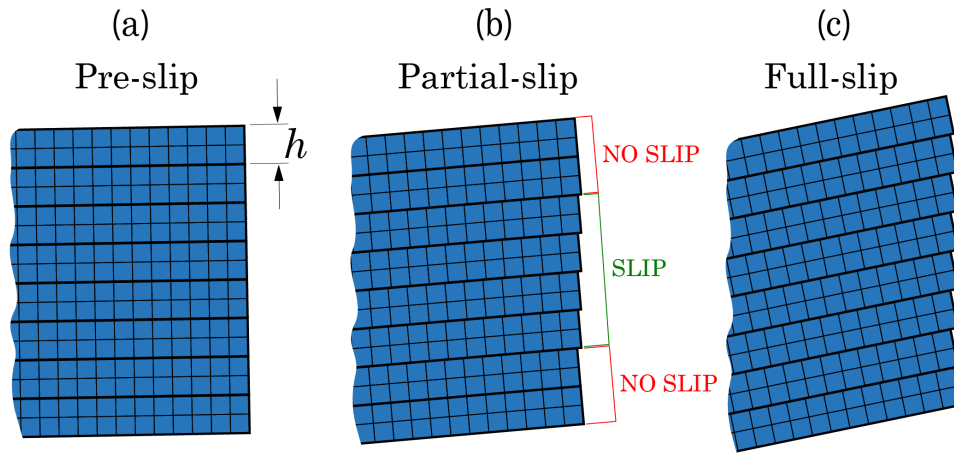 (a)
Pre-slip
h
(b)
Partial-slip
NO SLIP
SLIP
NO SLIP
(c)
Full-slip